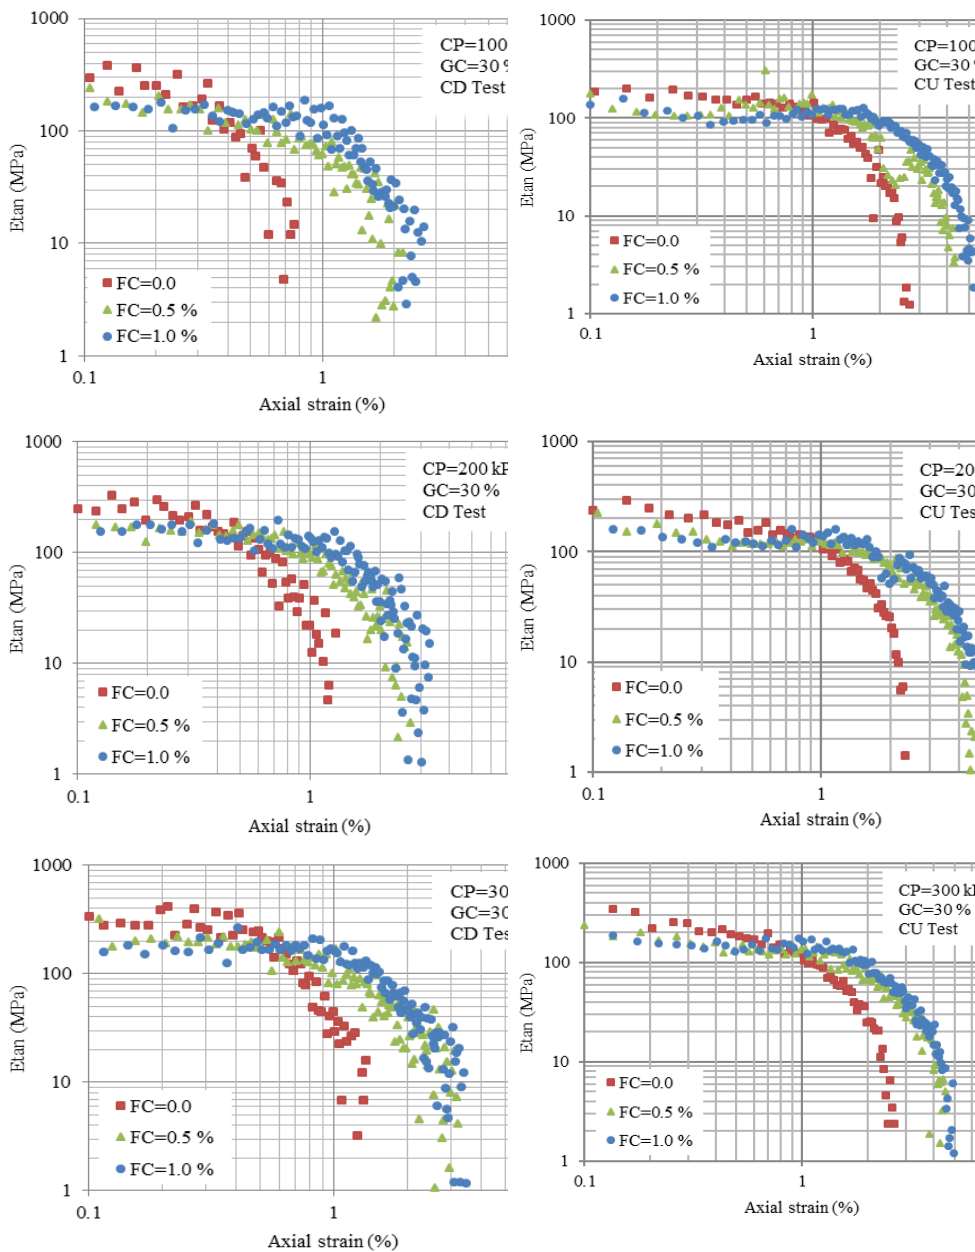 1000
100
10
1
0.1
1
Etan (MPa)
Axial strain (%)
CP=100
GC=30 %
CD Test
FC=0.0
FC=0.5 %
FC=1.0 %
1000
100
10
1
0.1
1
Etan (MPa)
Axial strain (%)
CP=100
GC=30 %
CU Test
FC=0.0
FC=0.5 %
FC=1.0 %
1000
100
10
1
0.1
1
Etan (MPa)
Axial strain (%)
CP=200 kP
GC=30 %
CD Test
FC=0.0
FC=0.5 %
FC=1.0 %
1000
100
10
1
0.1
1
Etan (MPa)
Axial strain (%)
CP=20
GC=30
CU Tes
FC=0.0
FC=0.5 %
FC=1.0 %
1000
100
10
1
0.1
1
Etan (MPa)
Axial strain (%)
CP=30
GC=30
CD Tes
FC=0.0
FC=0.5 %
FC=1.0 %
1000
100
10
1
0.1
1
Etan (MPa)
Axial strain (%)
CP=300 kP
GC=30 %
CU Test
FC=0.0
FC=0.5 %
FC=1.0 %